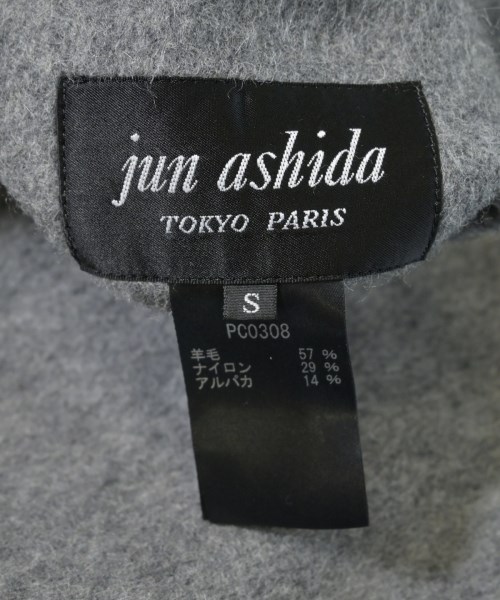 jun ashida
TOKYO PARIS
S
PC0308
羊毛 57 %
ナイロン 29 %
アルパカ 14 %